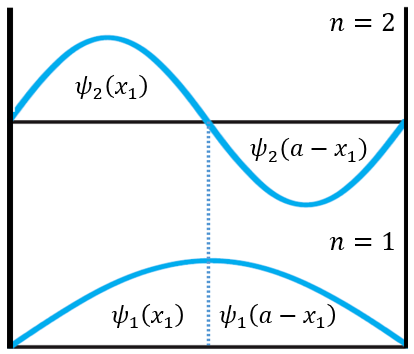 n = 2
ψ₂(x₁)
ψ₂(a − x₁)
n = 1
ψ₁(x₁) ψ₁(a − x₁)